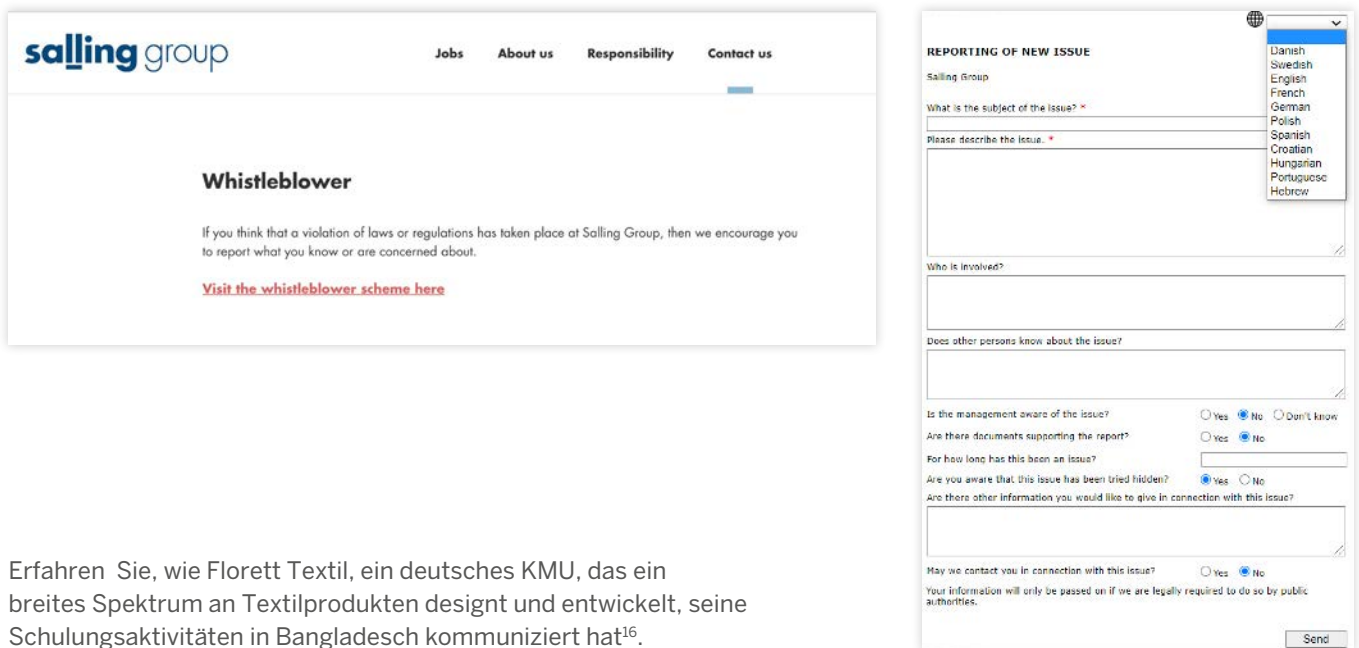 salling group
Jobs About us Responsibility Contact us
Whistleblower
If you think that a violation of laws or regulations has taken place at Salling Group, then we encourage you
to report what you know or are concerned about.
Visit the whistleblower scheme here
REPORTING OF NEW ISSUE
Salling Group
What is the subject of the issue? *
Please describe the issue. *
Danish
Swedish
English
French
German
Polish
Spanish
Croatian
Hungarian
Portuguese
Hebrew
Who is involved?
Does other persons know about the issue?
Is the management aware of the issue? Yes No Don't know
Are there documents supporting the report? Yes No
For how long has this been an issue?
Are you aware that this issue has been tried hidden? Yes No
Are there other information you would like to give in connection with this issue?
May we contact you in connection with this issue? Yes No
Your information will only be passed on if we are legally required to do so by public
authorities.
Send
Erfahren Sie, wie Florett Textil, ein deutsches KMU, das ein
breites Spektrum an Textilprodukten designt und entwickelt, seine
Schulungsaktivitäten in Bangladesch kommuniziert hat¹⁶.